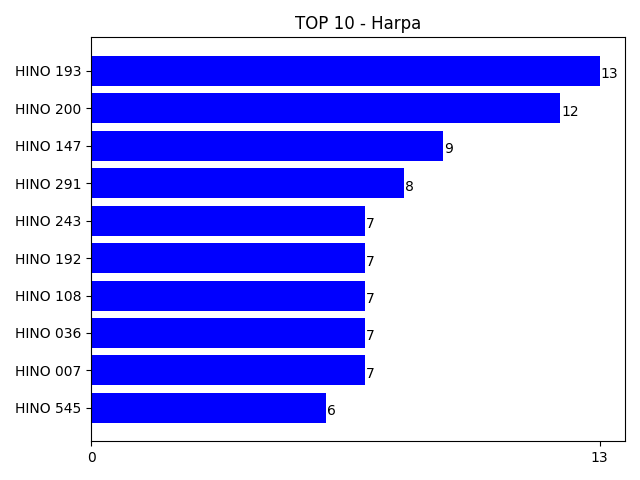 TOP 10 - Harpa
HINO 193 13
HINO 200 12
HINO 147 9
HINO 291 8
HINO 243 7
HINO 192 7
HINO 108 7
HINO 036 7
HINO 007 7
HINO 545 6
0 13